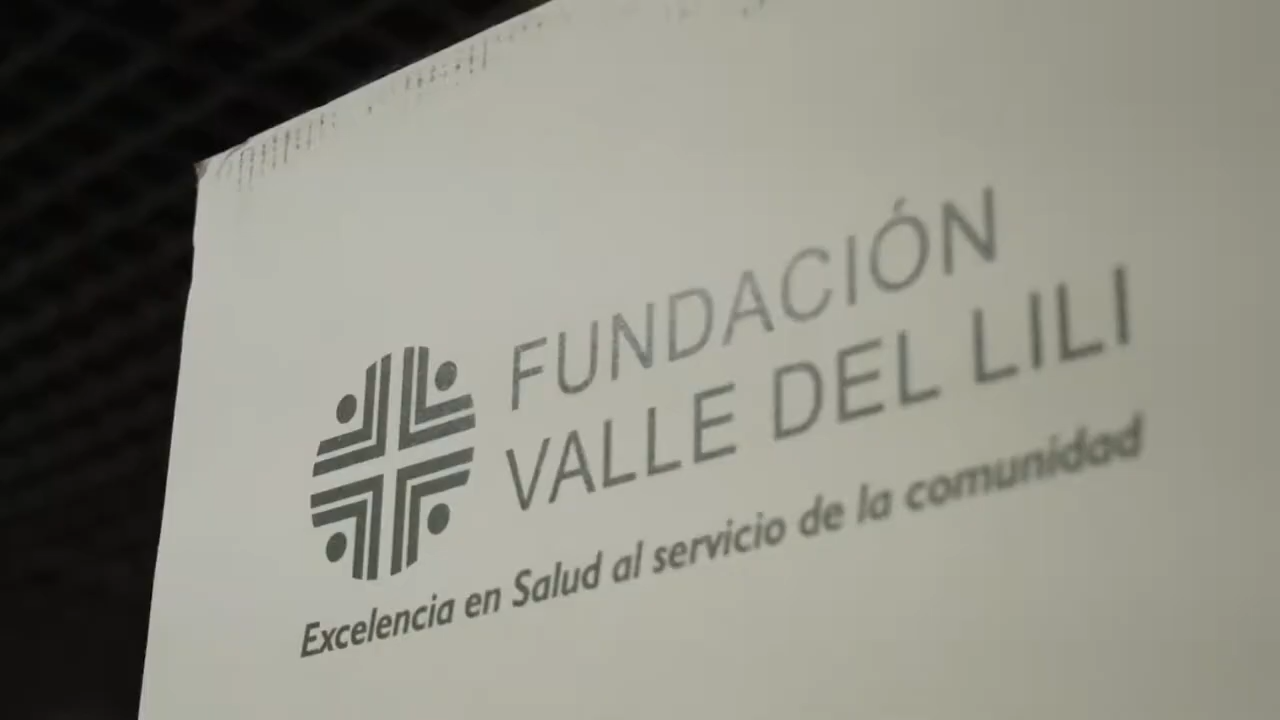 FUNDACIÓN
VALLE DEL LILI
Excelencia en Salud al servicio de la comunidad